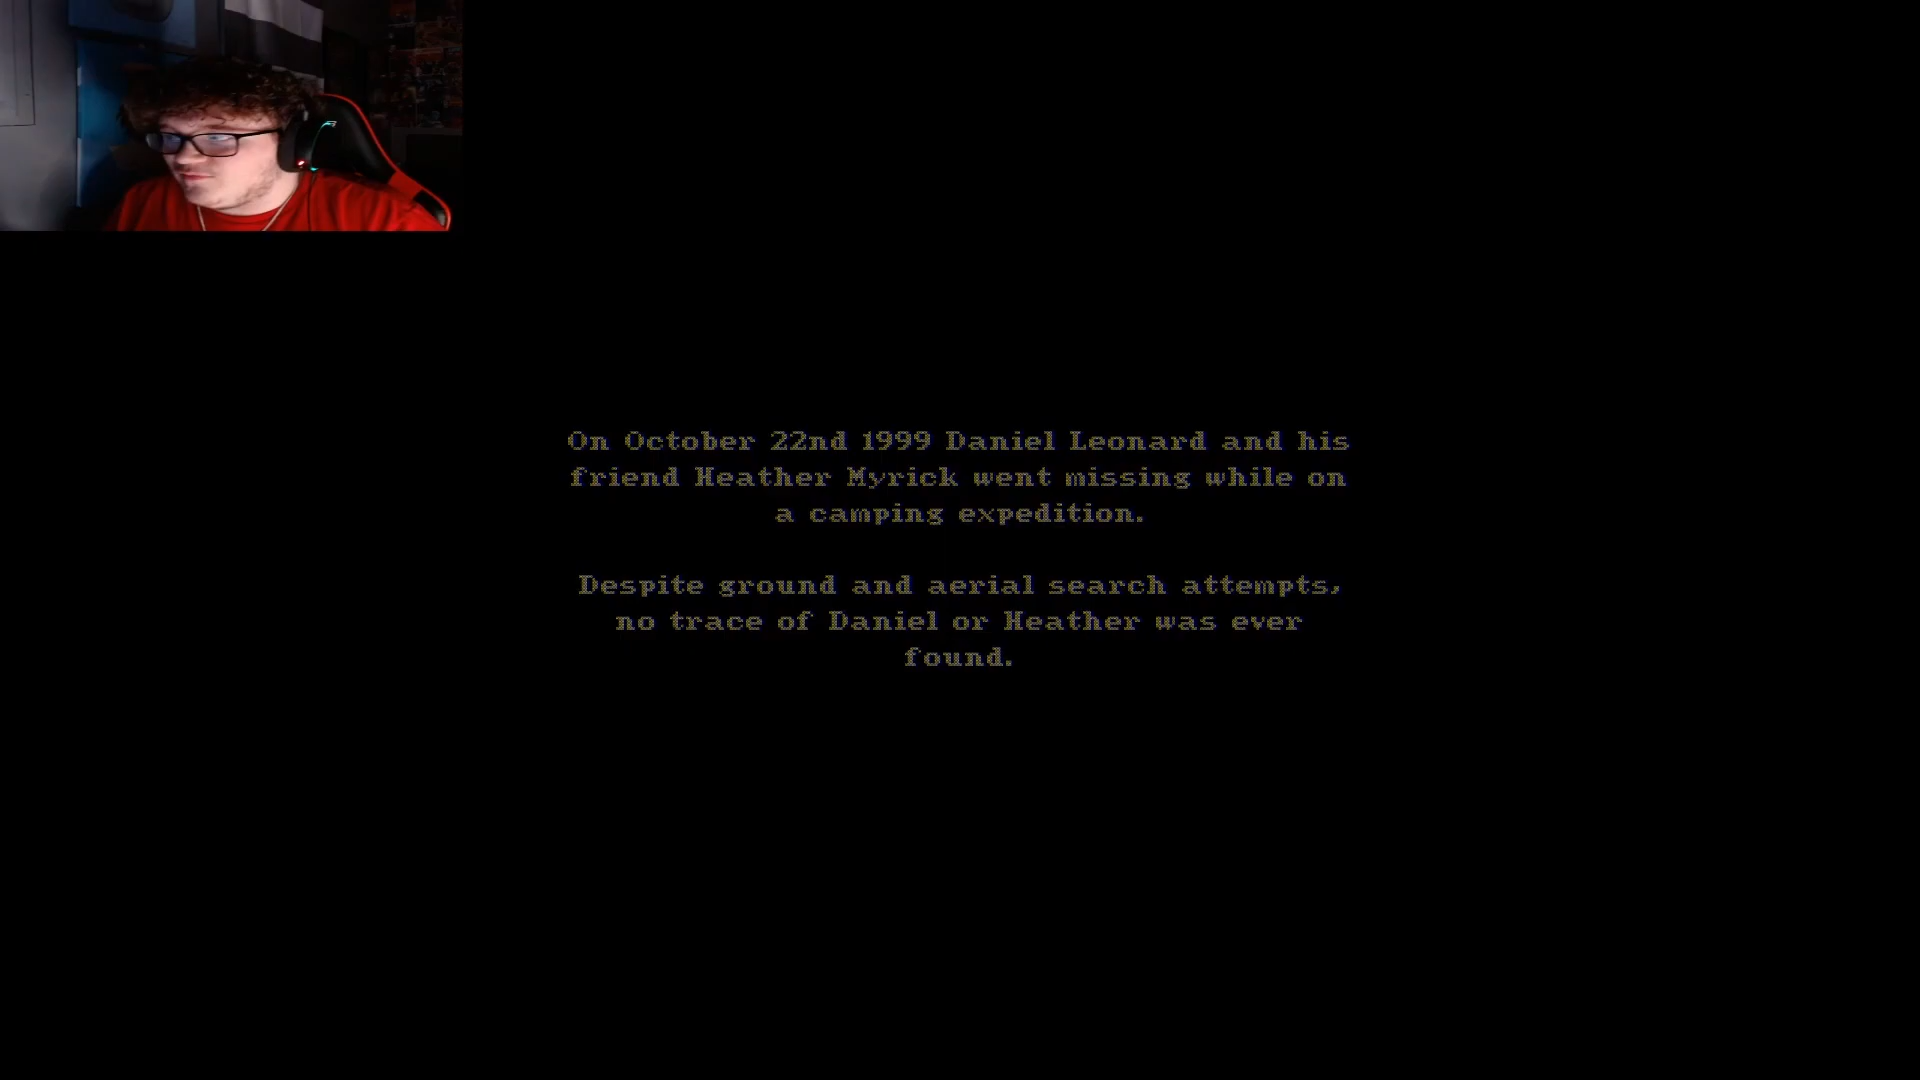 On October 22nd 1999 Daniel Leonard and his
friend Heather Myrick went missing while on
a camping expedition.
Despite ground and aerial search attempts,
no trace of Daniel or Heather was ever
found.